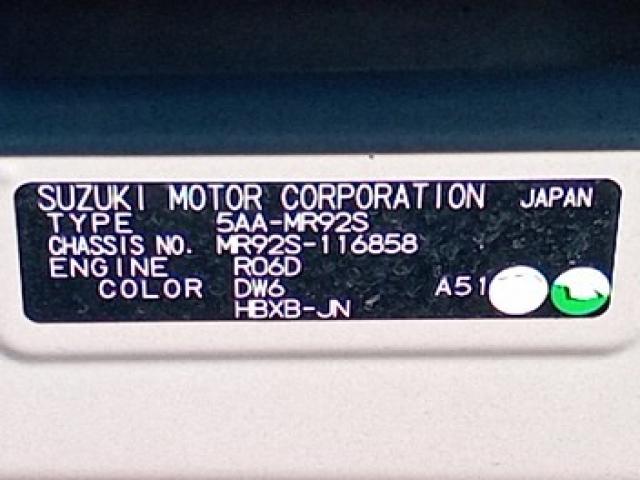 SUZUKI MOTOR CORPORATION JAPAN
TYPE 5AA-MR92S
CHASSIS NO. MR92S-116858
ENGINE R06D
COLOR DW6 A51
HBXB-JN